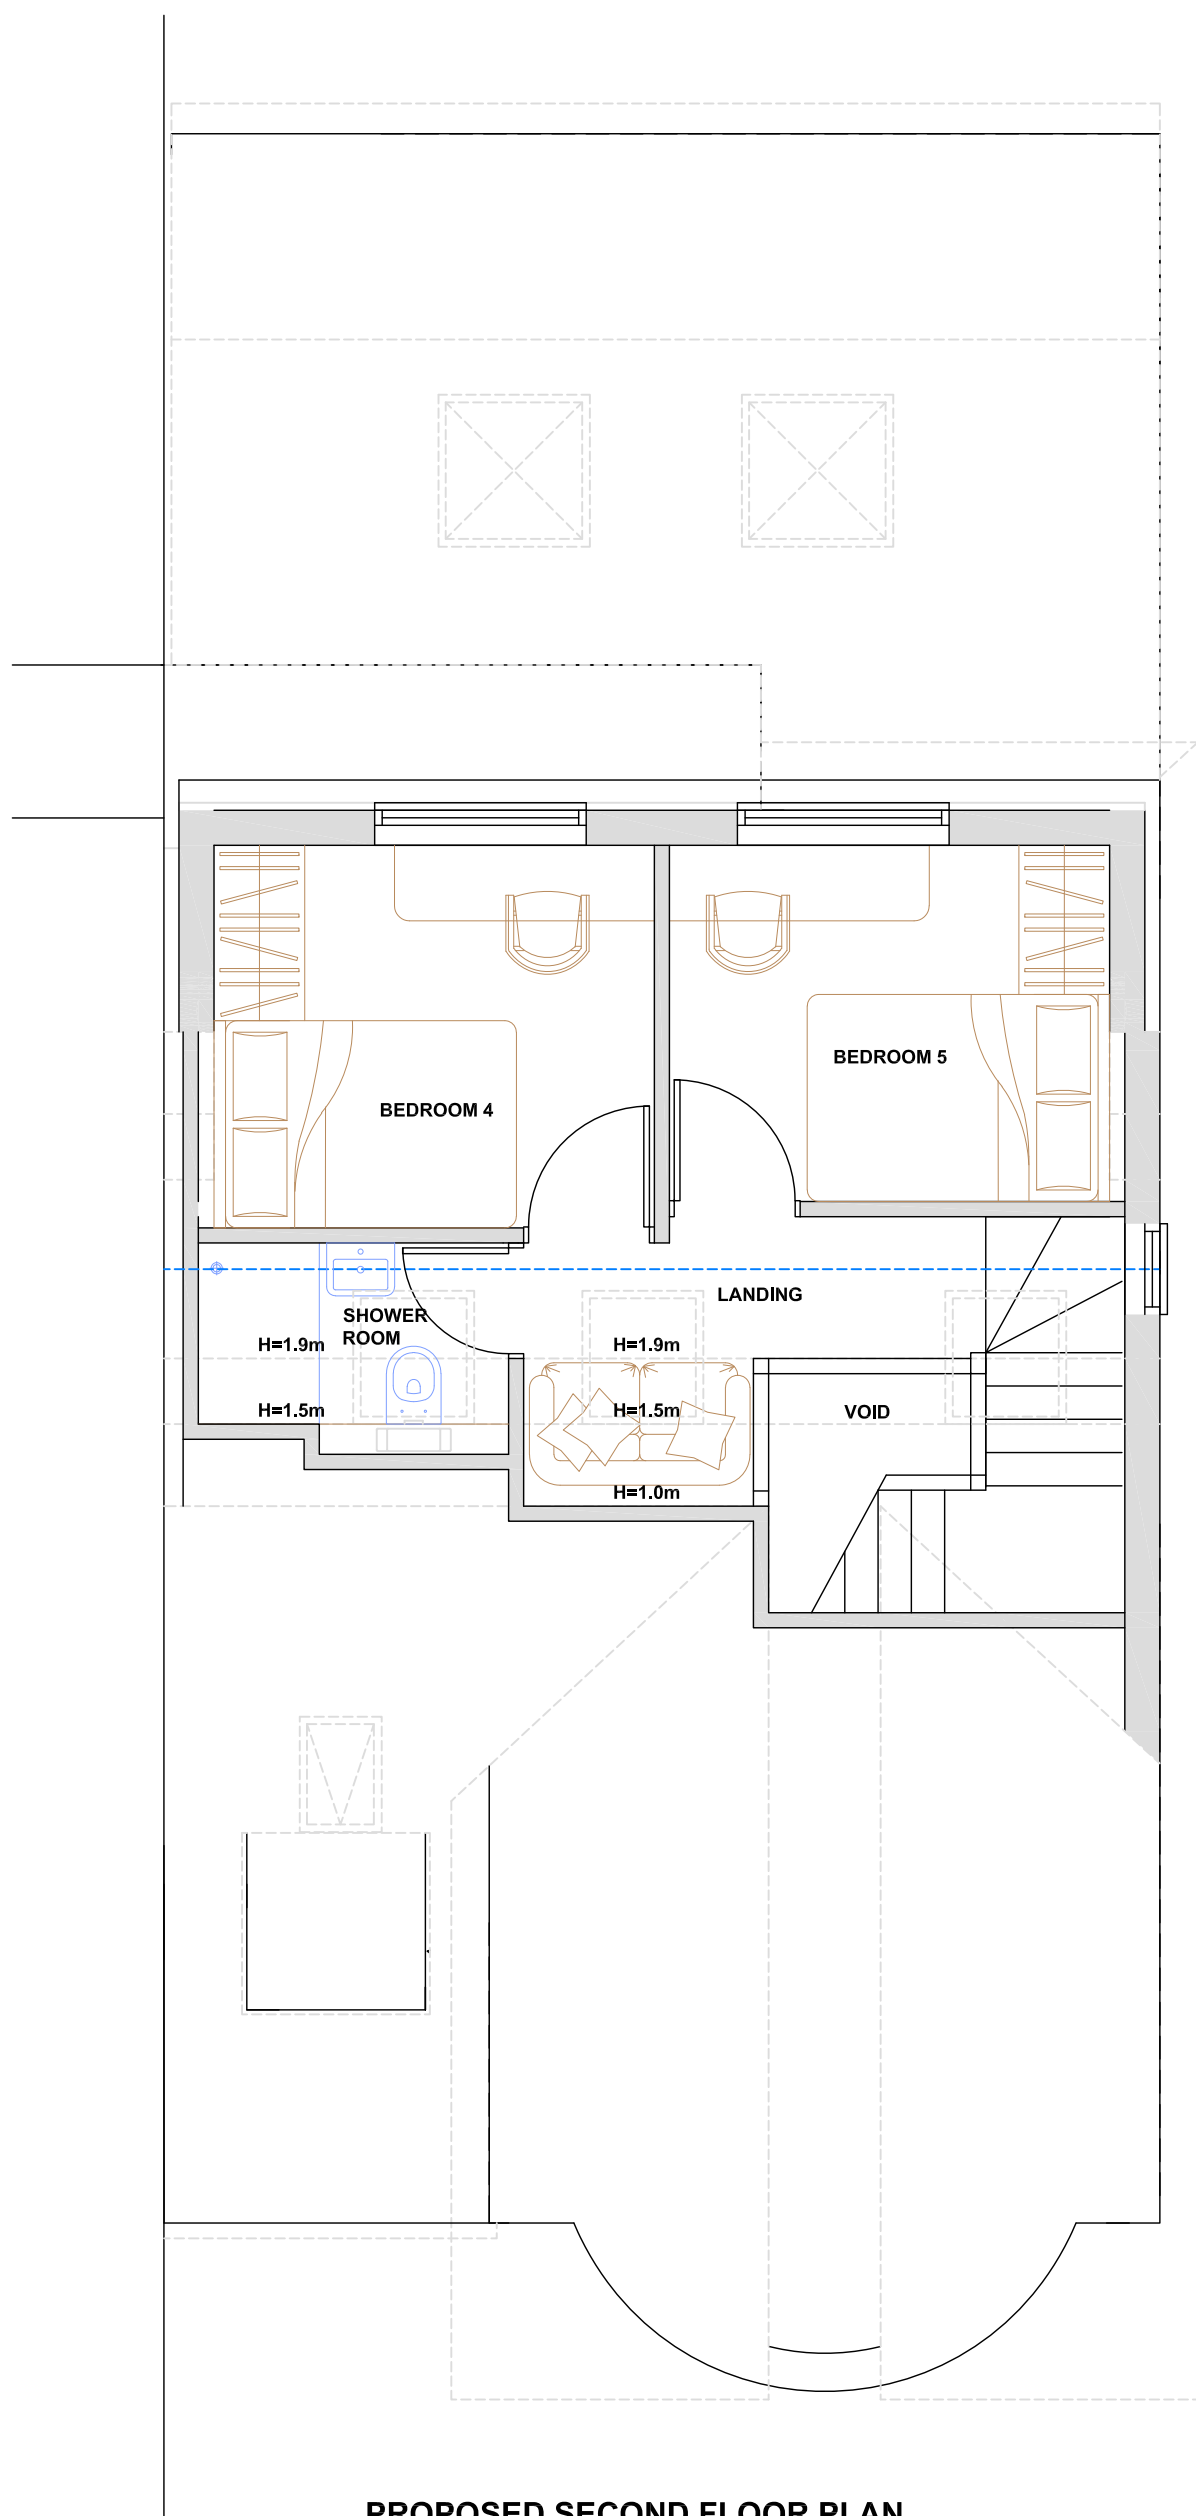 BEDROOM 5
BEDROOM 4
LANDING
SHOWER
ROOM
H=1.9m
H=1.9m
H=1.5m
H=1.5m
VOID
H=1.0m
PROPOSED SECOND FLOOR PLAN